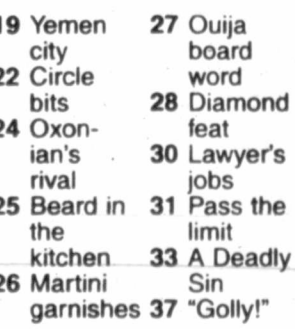 19 Yemen
city
22 Circle
bits
24 Oxon-
ian's
rival
25 Beard in
the
kitchen
26 Martini
garnishes
27 Ouija
board
word
28 Diamond
feat
30 Lawyer's
jobs
31 Pass the
limit
33 A Deadly
Sin
37 "Golly!"